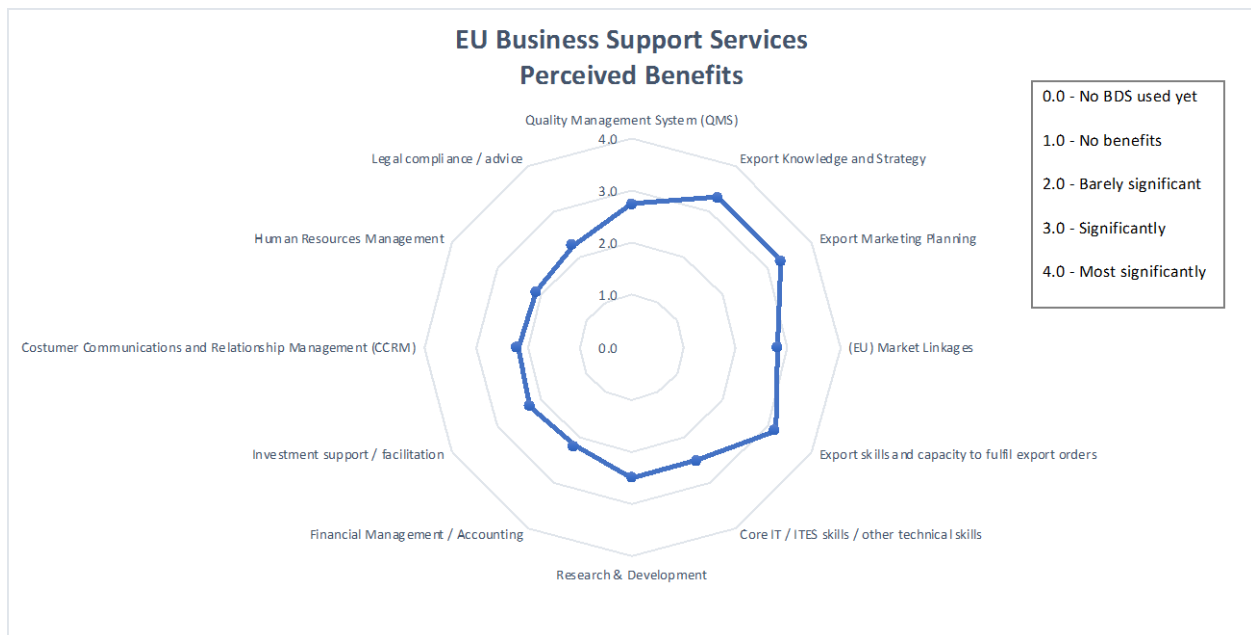 EU Business Support Services
Perceived Benefits
0.0 - No BDS used yet
1.0 - No benefits
2.0 - Barely significant
3.0 - Significantly
4.0 - Most significantly
Quality Management System (QMS)
4.0
3.0
2.0
1.0
0.0
Export Knowledge and Strategy
Export Marketing Planning
(EU) Market Linkages
Export skills and capacity to fulfil export orders
Core IT / ITES skills / other technical skills
Research & Development
Financial Management / Accounting
Investment support / facilitation
Costumer Communications and Relationship Management (CCRM)
Human Resources Management
Legal compliance / advice